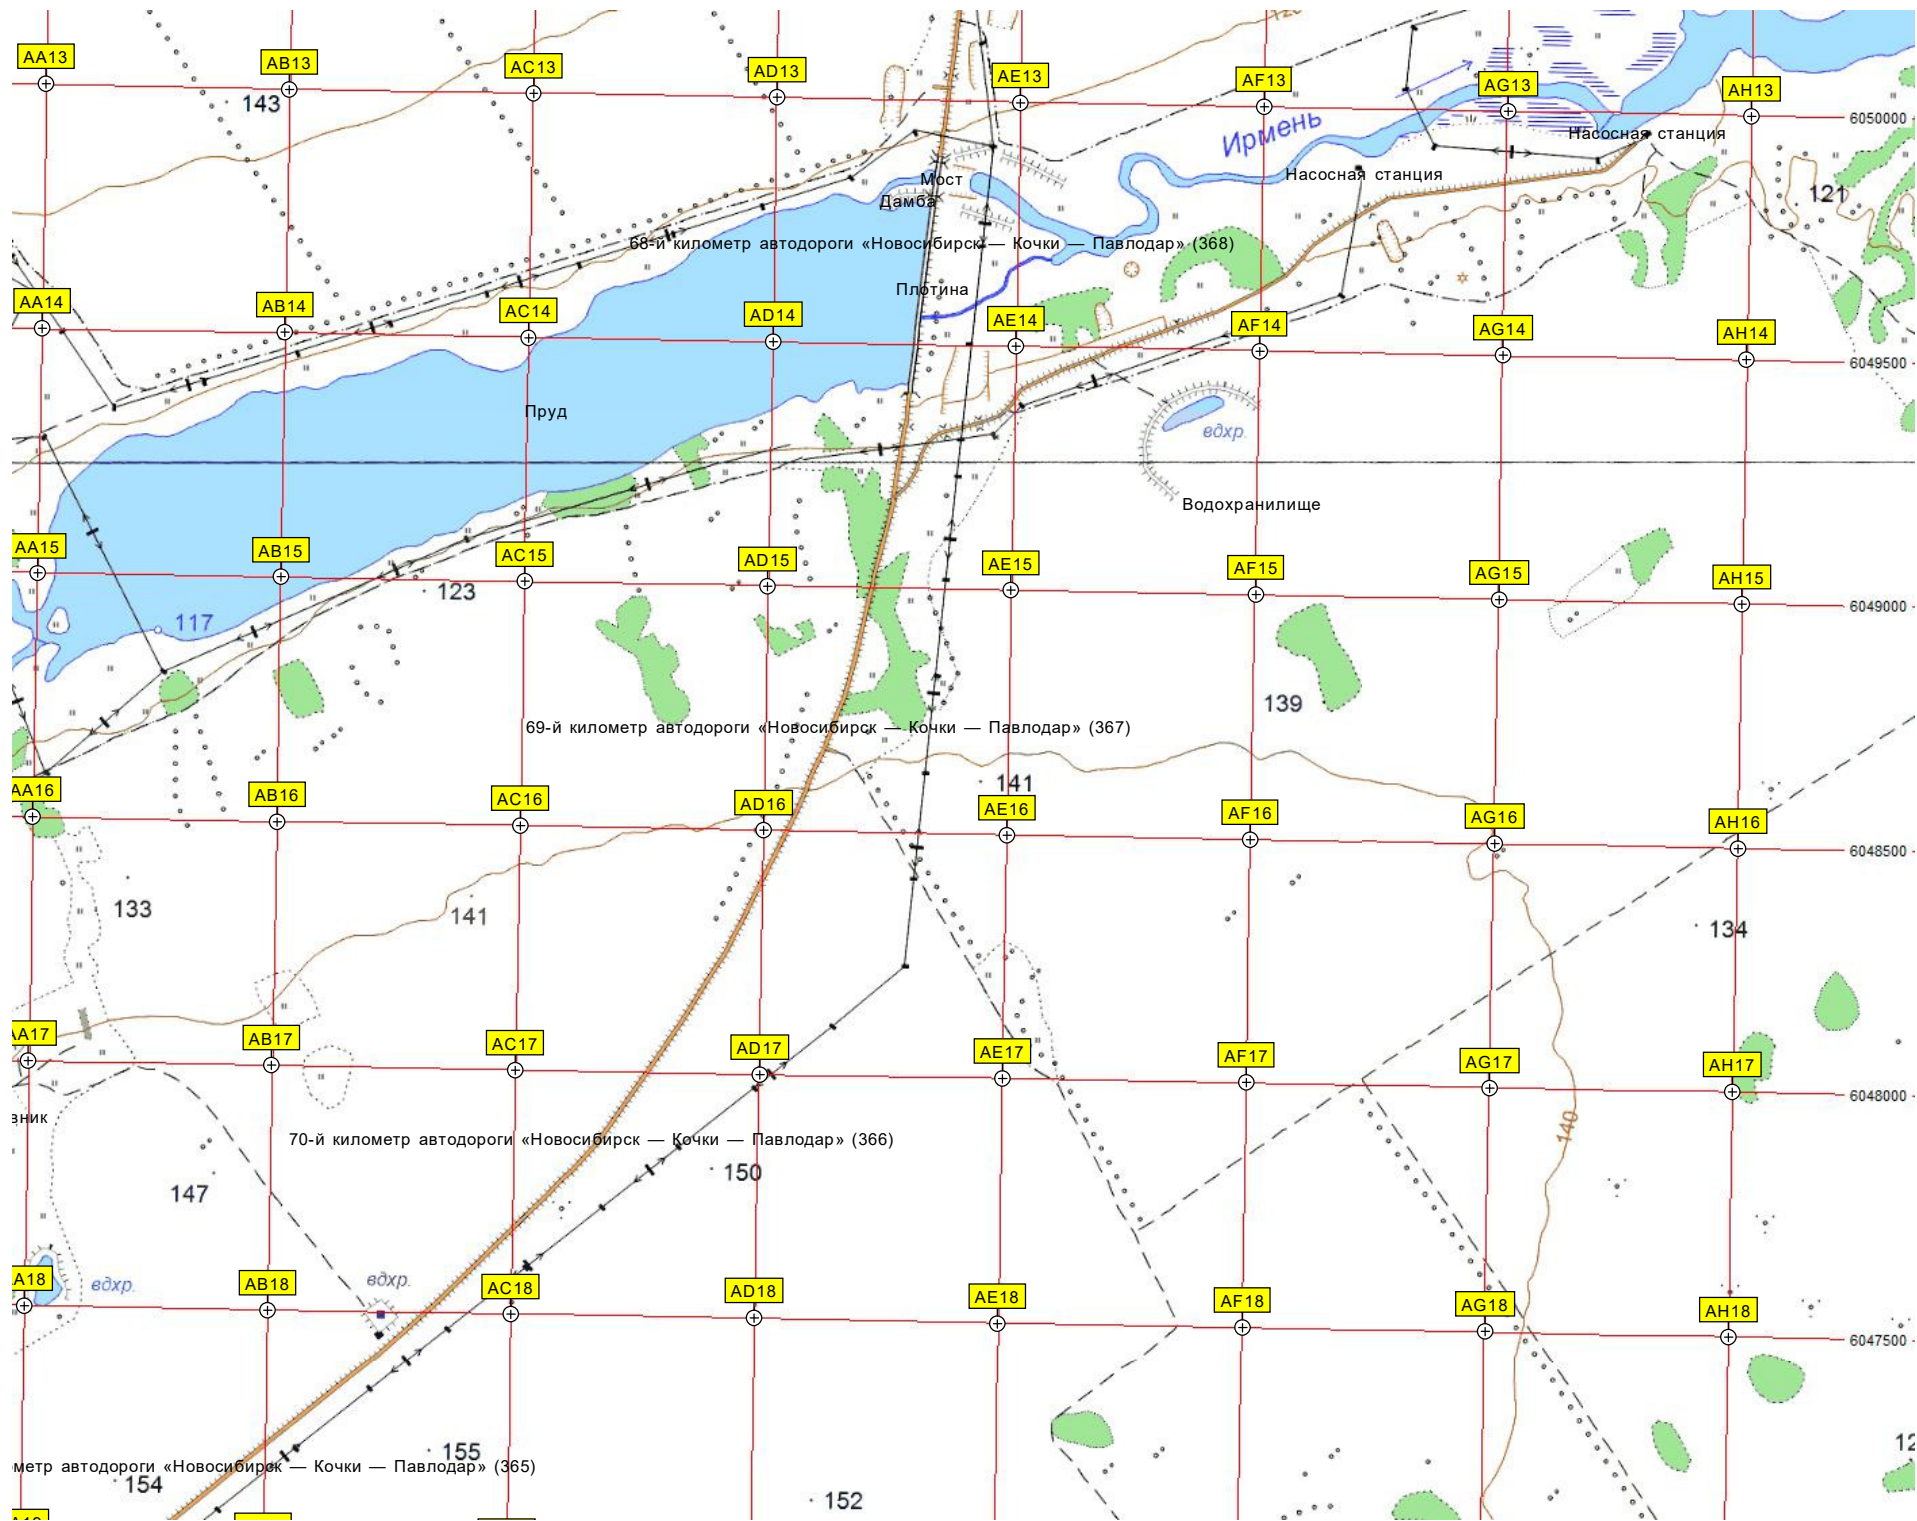 120
AA13
AB13
AC13
AD13
AE13
AF13
AG13
AH13
143
6050000
Ирмень
Насосная станция
Насосная станция
Мост
Дамба
121
68-й километр автодороги «Новосибирск — Кочки — Павлодар» (368)
Плотина
AA14
AB14
AC14
AD14
AE14
AF14
AG14
AH14
6049500
Пруд
вдхр.
Водохранилище
AA15
AB15
AC15
AD15
AE15
AF15
AG15
AH15
123
6049000
117
139
69-й километр автодороги «Новосибирск — Кочки — Павлодар» (367)
141
AA16
AB16
AC16
AD16
AE16
AF16
AG16
AH16
6048500
133
141
134
AA17
AB17
AC17
AD17
AE17
AF17
AG17
AH17
6048000
вник
140
70-й километр автодороги «Новосибирск — Кочки — Павлодар» (366)
150
147
вдхр.
вдхр.
AA18
AB18
AC18
AD18
AE18
AF18
AG18
AH18
6047500
155
12
метр автодороги «Новосибирск — Кочки — Павлодар» (365)
154
152